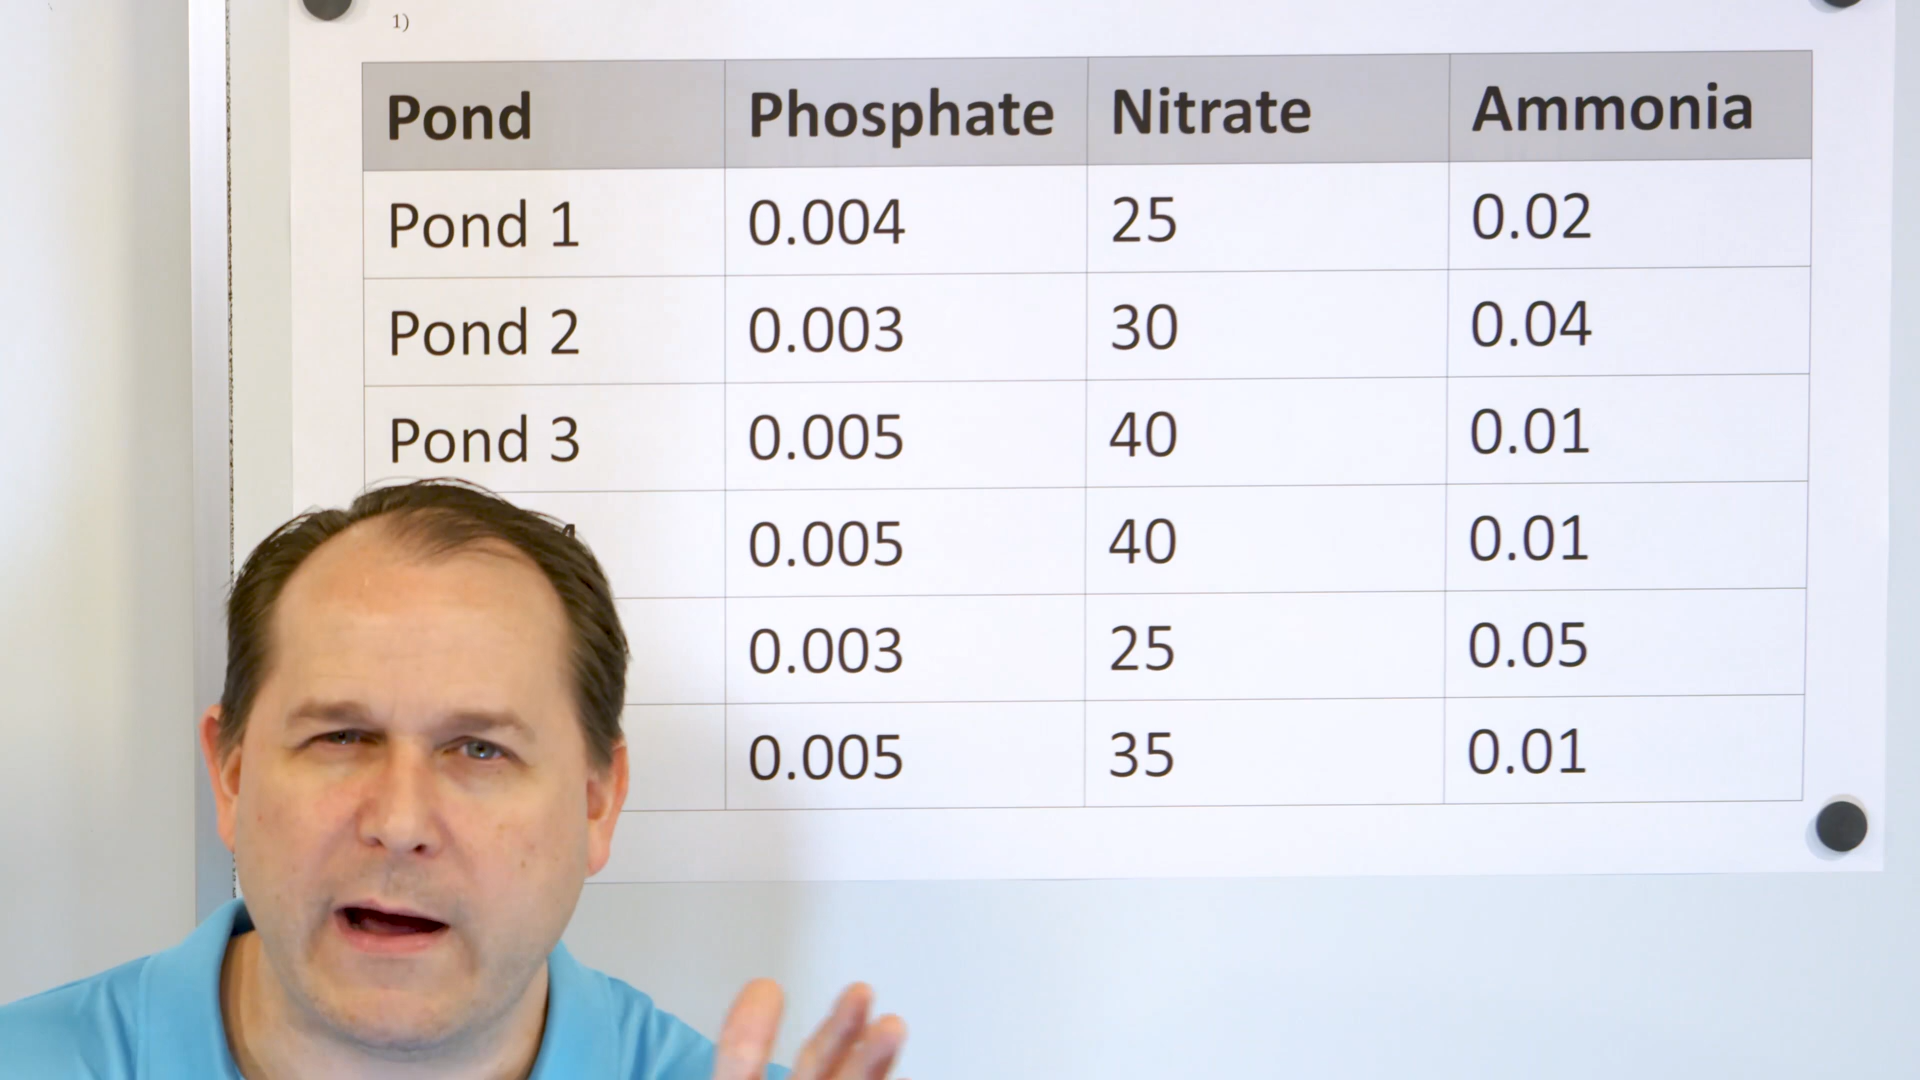 1)
Pond Phosphate Nitrate Ammonia
Pond 1 0.004 25 0.02
Pond 2 0.003 30 0.04
Pond 3 0.005 40 0.01
0.005 40 0.01
0.003 25 0.05
0.005 35 0.01